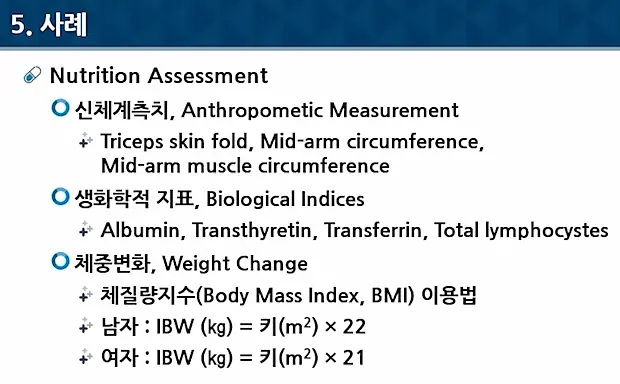 5. 사례
Nutrition Assessment
신체계측치, Anthropometic Measurement
Triceps skin fold, Mid-arm circumference,
Mid-arm muscle circumference
생화학적 지표, Biological Indices
Albumin, Transthyretin, Transferrin, Total lymphocystes
체중변화, Weight Change
체질량지수(Body Mass Index, BMI) 이용법
남자 : IBW (㎏) = 키(m²) × 22
여자 : IBW (㎏) = 키(m²) × 21